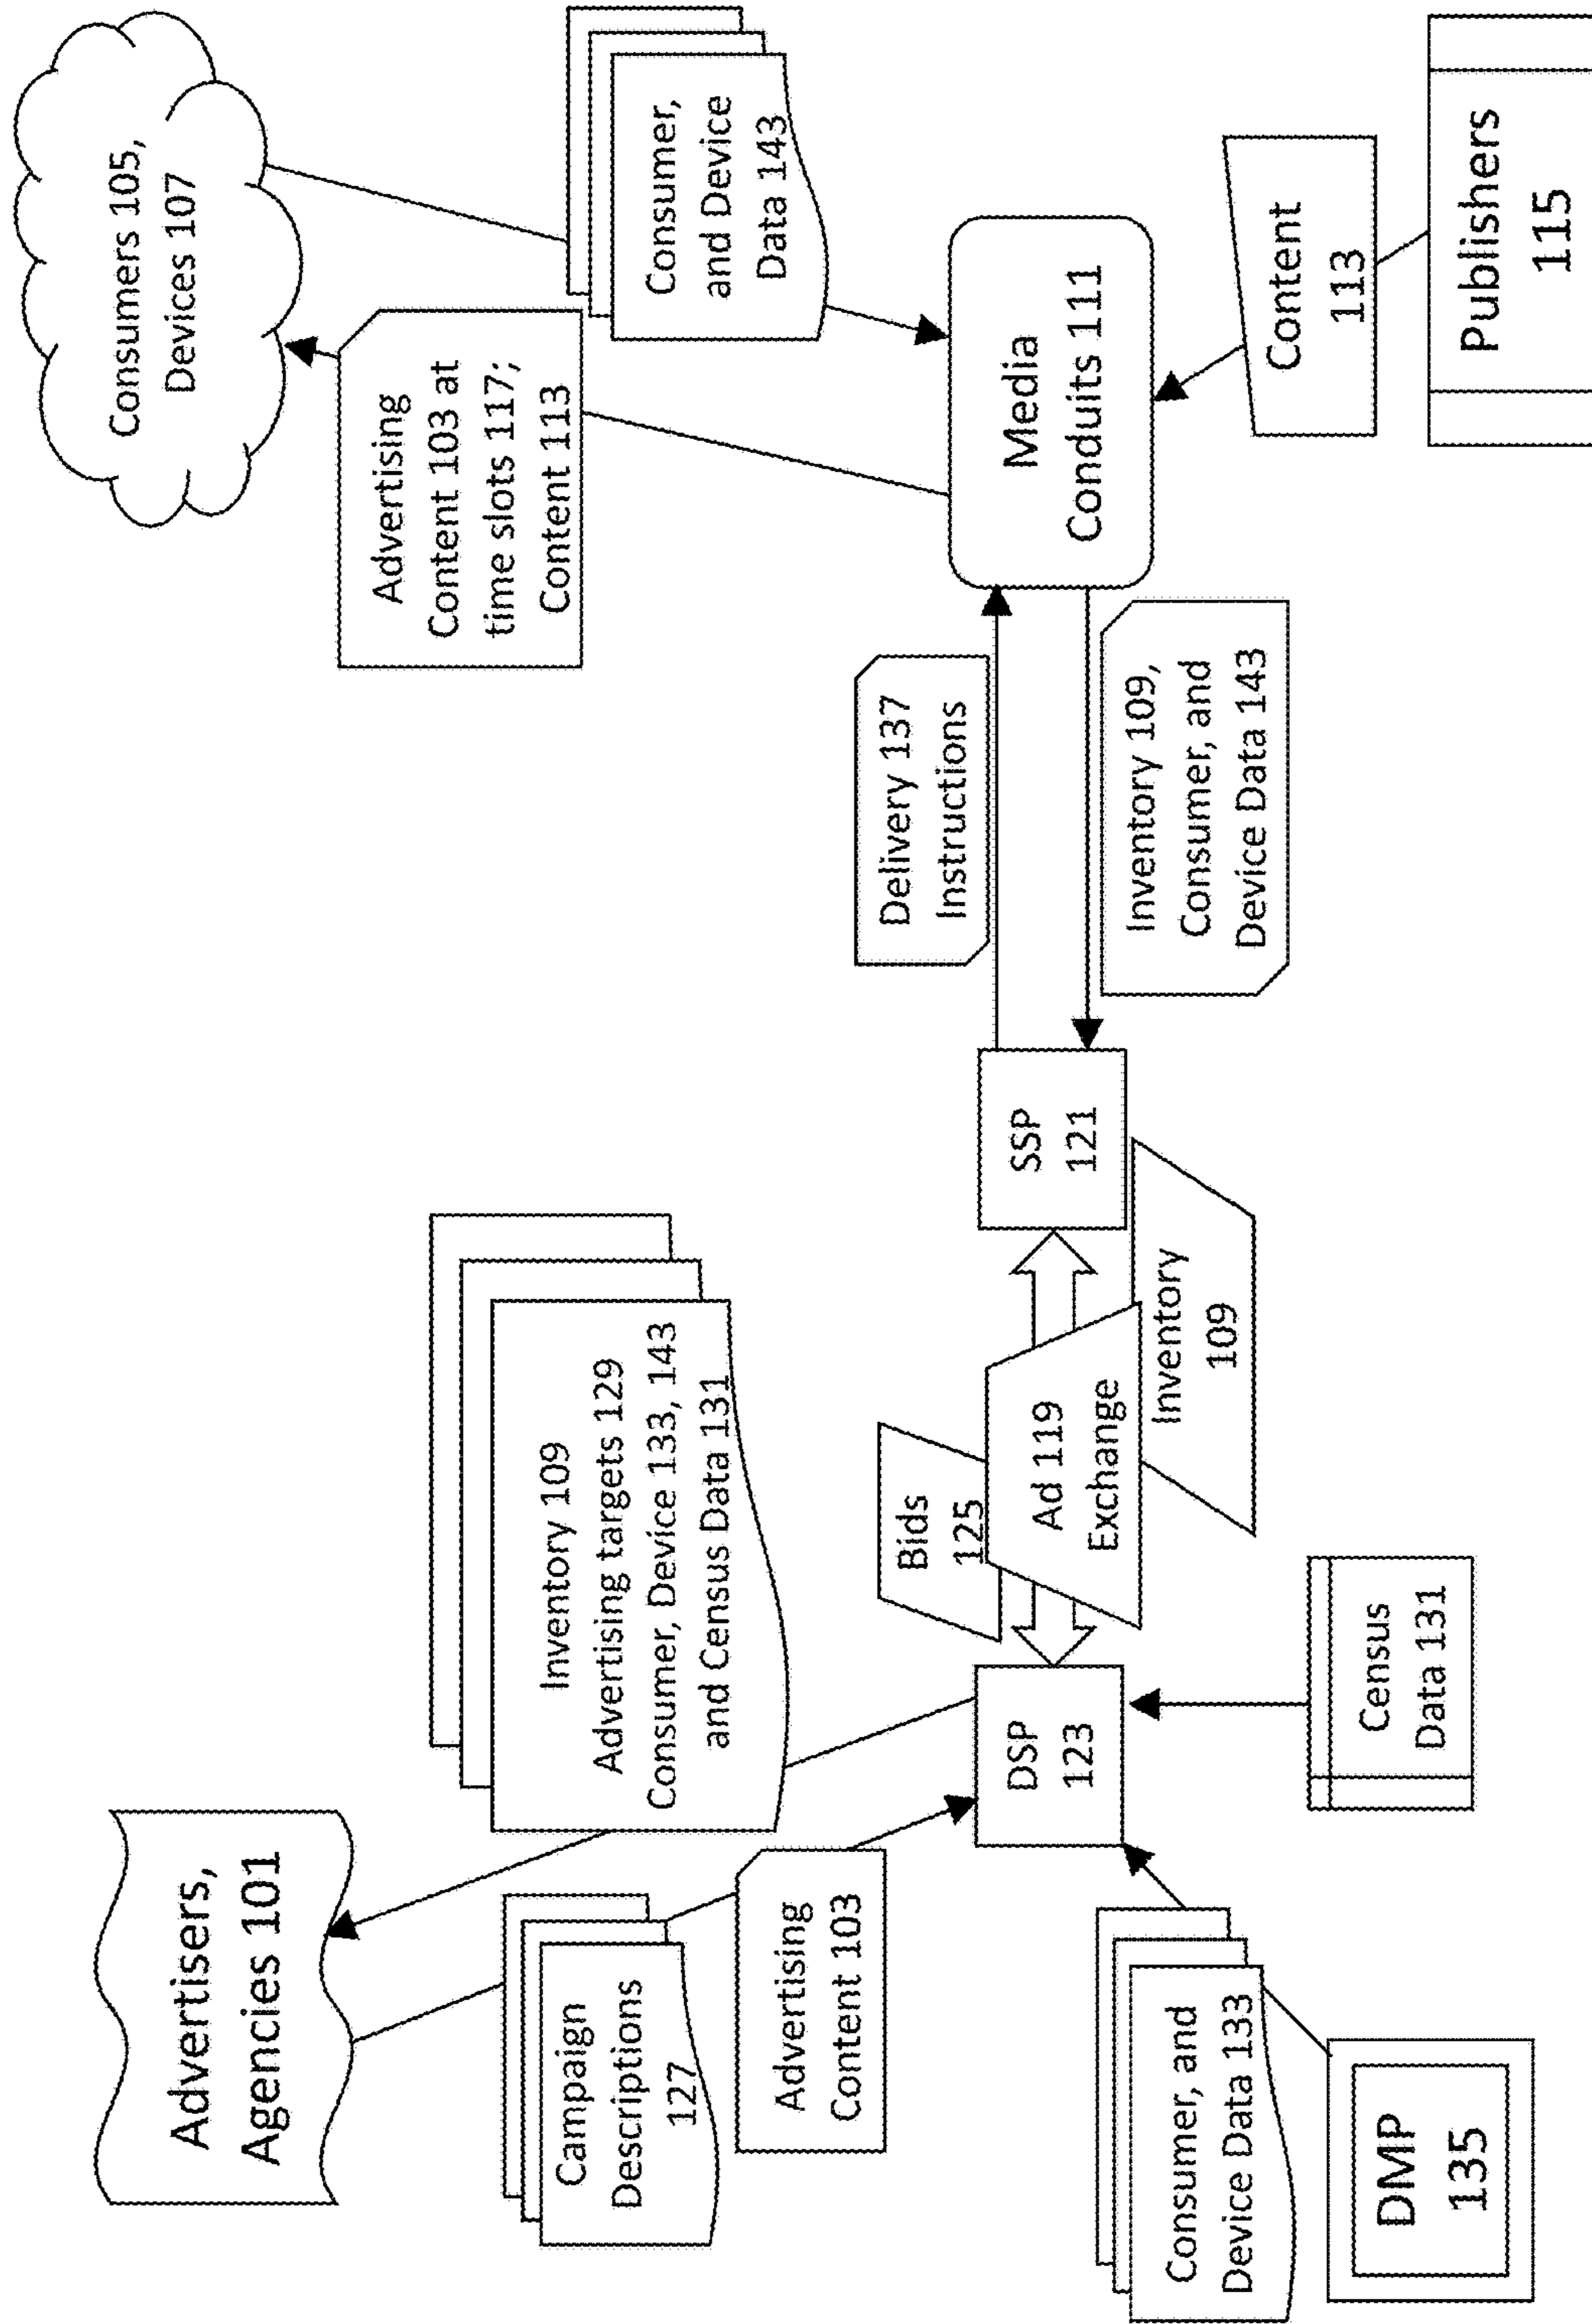 Advertisers,
Agencies 101
Campaign
Descriptions
127
Advertising
Content 103
Inventory 109
Advertising targets 129
Consumer, Device 133, 143
and Census Data 131
Consumers 105,
Devices 107
Advertising
Content 103 at
time slots 117;
Content 113
Consumer,
and Device
Data 143
DSP
123
Bids
125
Ad 119
Exchange
Inventory
109
SSP
121
Delivery 137
Instructions
Inventory 109,
Consumer, and
Device Data 143
Media
Conduits 111
Consumer, and
Device Data 133
DMP
135
Census
Data 131
Content
113
Publishers
115